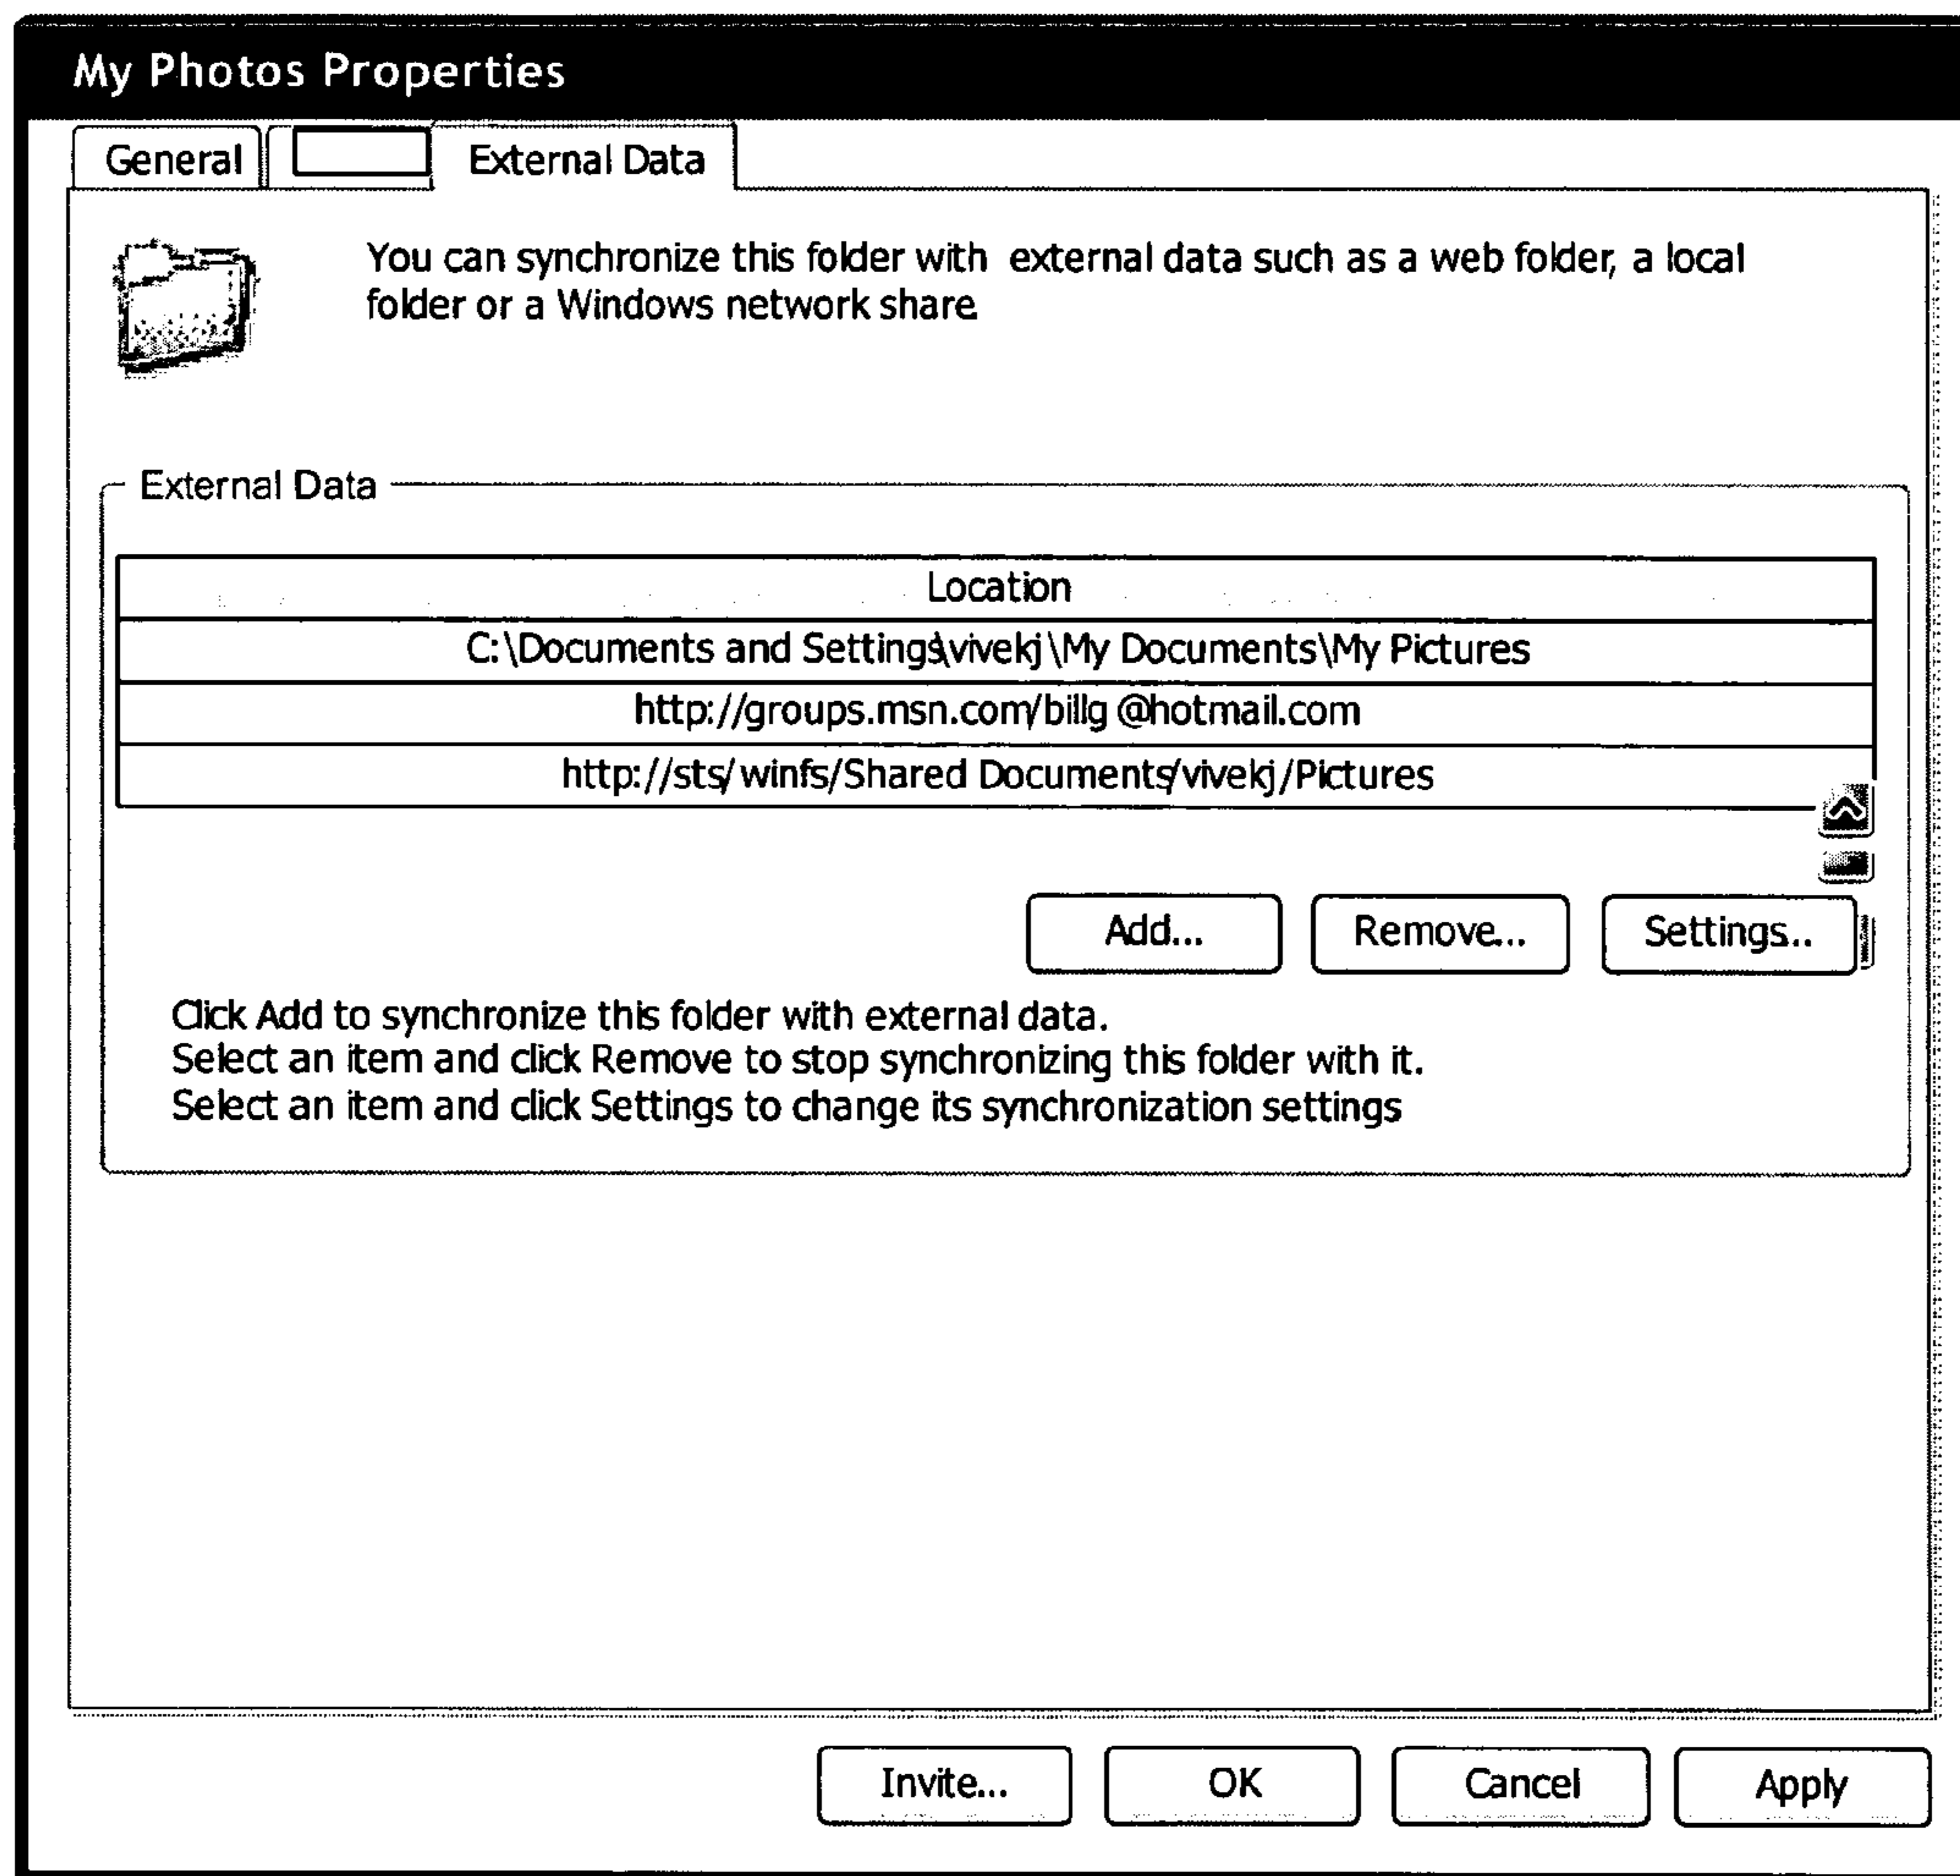 My Photos Properties
General
External Data
You can synchronize this folder with external data such as a web folder, a local
folder or a Windows network share.
External Data
Location
C:\Documents and Settings\vivekj\My Documents\My Pictures
http://groups.msn.com/billg@hotmail.com
http://sts/winfs/Shared Documents/vivekj/Pictures
Add...
Remove...
Settings...
Click Add to synchronize this folder with external data.
Select an item and click Remove to stop synchronizing this folder with it.
Select an item and click Settings to change its synchronization settings
Invite...
OK
Cancel
Apply